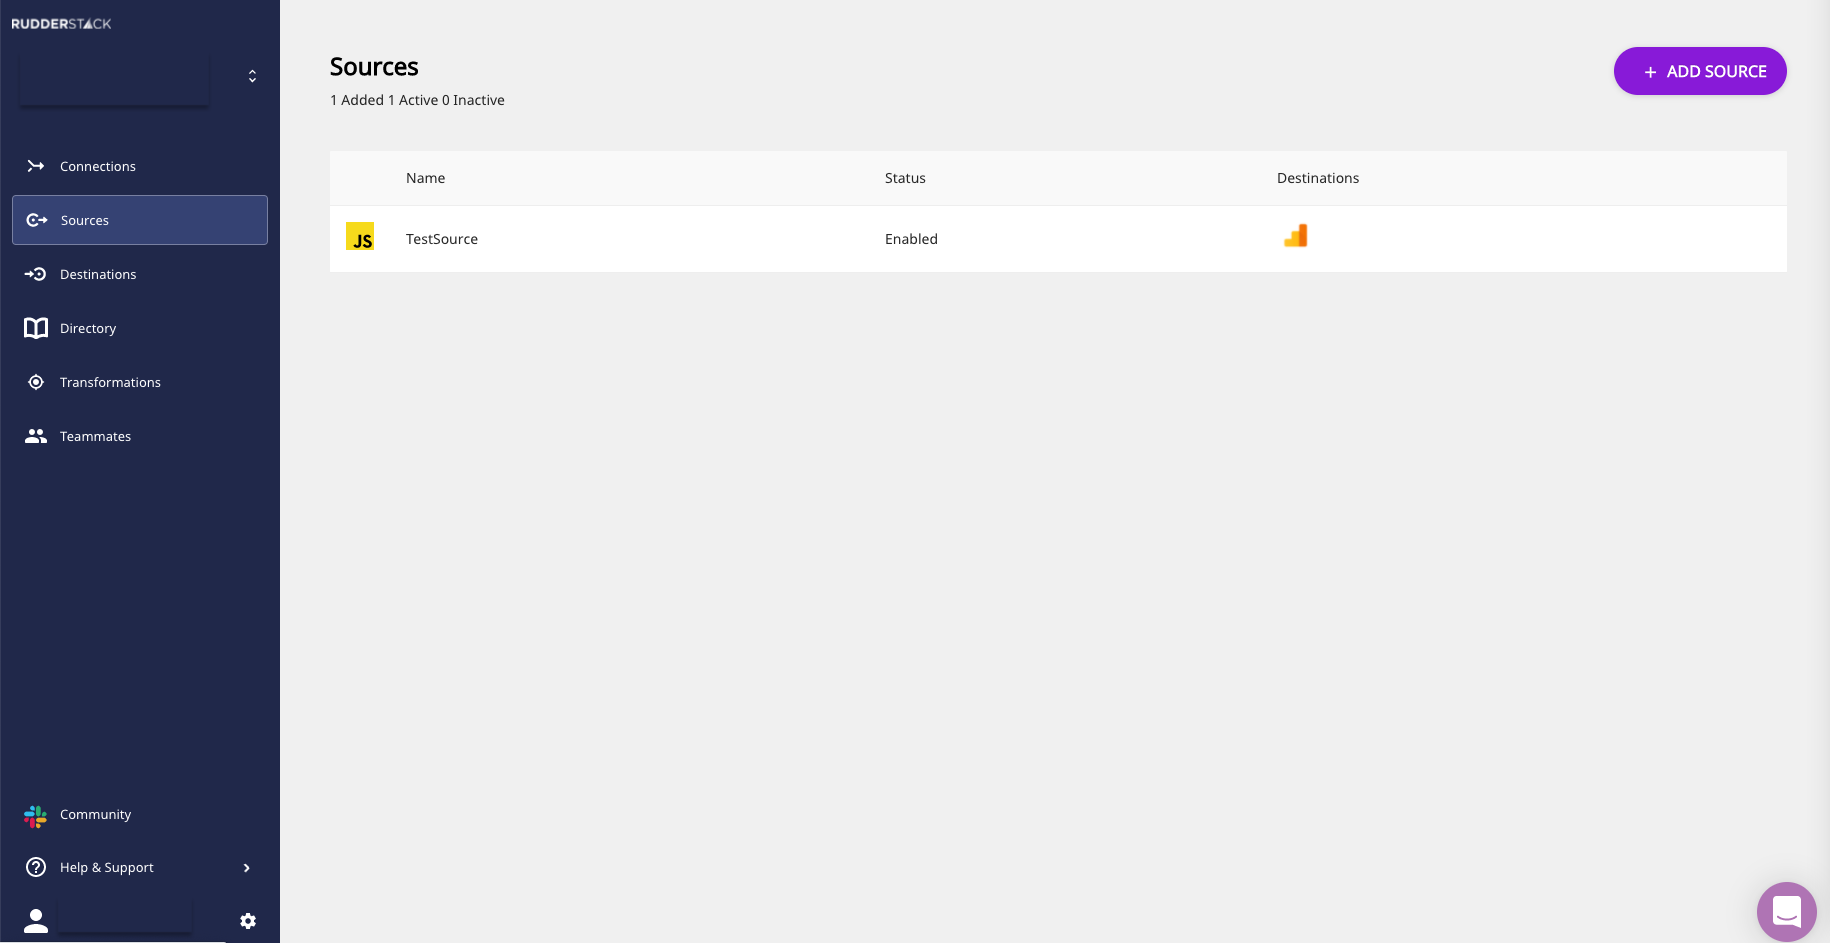 RUDDERSTACK
Connections
Sources
Destinations
Directory
Transformations
Teammates
Community
Help & Support
Sources
1 Added 1 Active 0 Inactive
+ ADD SOURCE
Name Status Destinations
JS TestSource Enabled